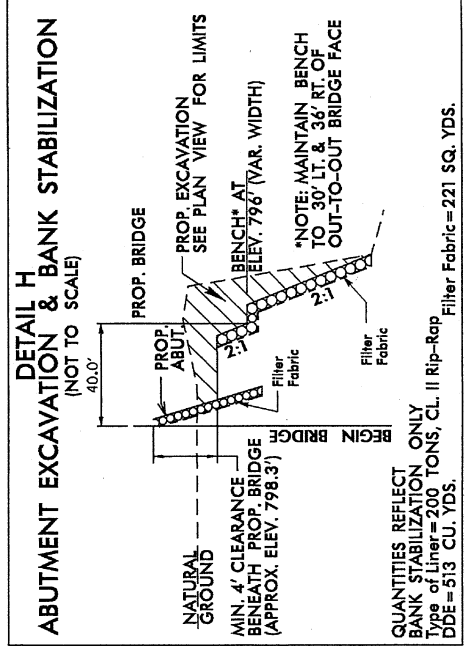 DETAIL H
ABUTMENT EXCAVATION & BANK STABILIZATION
(NOT TO SCALE)
40.0'
PROP. BRIDGE
PROP.
ABUT.
PROP. EXCAVATION
SEE PLAN VIEW FOR LIMITS
NATURAL
GROUND
BENCH* AT
ELEV. 796' (VAR. WIDTH)
2:1
2:1
Filter
Fabric
Filter
Fabric
MIN. 4' CLEARANCE
BENEATH PROP. BRIDGE
(APPROX. ELEV. 798.3')
BEGIN BRIDGE
*NOTE: MAINTAIN BENCH
TO 30' LT. & 36' RT. OF
OUT-TO-OUT BRIDGE FACE
QUANTITIES REFLECT
BANK STABILIZATION ONLY
Type of Liner=200 TONS, CL. II Rip-Rap
DDE=513 CU. YDS. Filter Fabric=221 SQ. YDS.